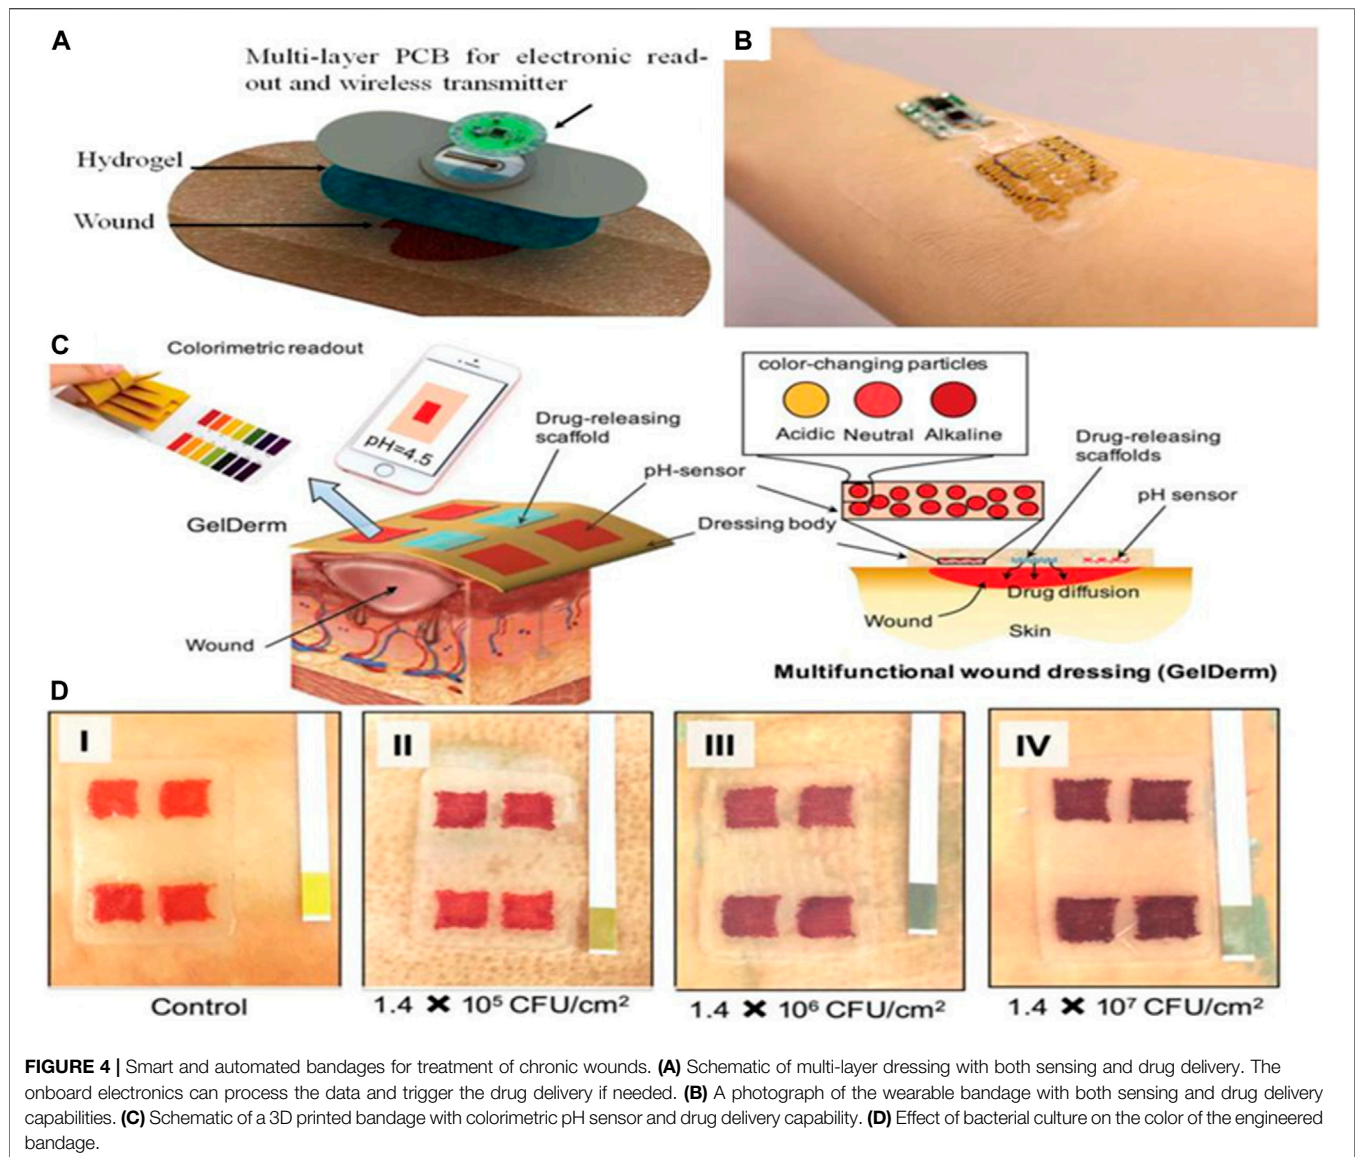 A
Multi-layer PCB for electronic read-
out and wireless transmitter
Hydrogel
Wound
B
C
Colorimetric readout
pH=4.5
Drug-releasing
scaffold
pH-sensor
GelDerm
Dressing body
Wound
color-changing particles
Acidic Neutral Alkaline
Drug-releasing
scaffolds
pH sensor
Drug diffusion
Wound
Skin
Multifunctional wound dressing (GelDerm)
D
I
II
III
IV
Control
1.4 ✖ 10⁵ CFU/cm²
1.4 ✖ 10⁶ CFU/cm²
1.4 ✖ 10⁷ CFU/cm²
FIGURE 4 | Smart and automated bandages for treatment of chronic wounds. (A) Schematic of multi-layer dressing with both sensing and drug delivery. The
onboard electronics can process the data and trigger the drug delivery if needed. (B) A photograph of the wearable bandage with both sensing and drug delivery
capabilities. (C) Schematic of a 3D printed bandage with colorimetric pH sensor and drug delivery capability. (D) Effect of bacterial culture on the color of the engineered
bandage.